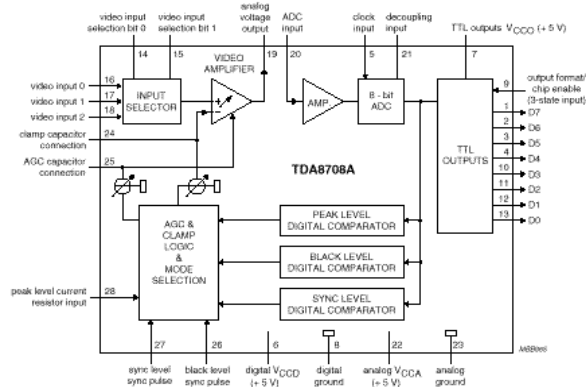 video input selection bit 0
video input selection bit 1
analog voltage output
ADC input
clock input
decoupling input
TTL outputs VCCO (+ 5 V)
14
15
19
20
5
21
7
VIDEO AMPLIFIER
video input 0
16
video input 1
17
video input 2
18
INPUT SELECTOR
AMP.
8 - bit ADC
TTL OUTPUTS
9
output format/ chip enable (3-state input)
1 D7
2 D6
3 D5
4 D4
10 D3
11 D2
12 D1
13 D0
clamp capacitor connection
24
AGC capacitor connection
25
TDA8708A
AGC & CLAMP LOGIC & MODE SELECTION
PEAK LEVEL DIGITAL COMPARATOR
BLACK LEVEL DIGITAL COMPARATOR
SYNC LEVEL DIGITAL COMPARATOR
peak level current resistor input
28
27
26
6
8
22
23
sync level sync pulse
black level sync pulse
digital VCCD (+ 5 V)
digital ground
analog VCCA (+ 5 V)
analog ground